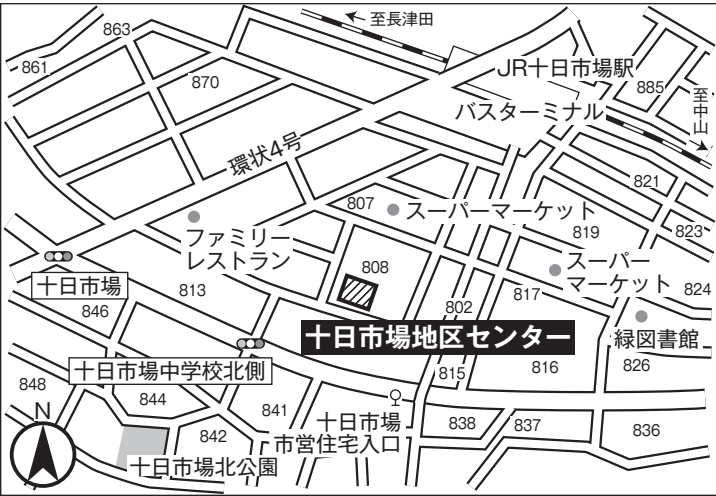 至長津田
863
861
870
JR十日市場駅
885
バスターミナル
至中山
環状4号
821
807
スーパーマーケット
819
823
ファミリー
レストラン
808
スーパー
マーケット
十日市場
813
802
817
824
846
十日市場地区センター
緑図書館
十日市場中学校北側
815
816
826
848
844
841
十日市場
市営住宅入口
838
837
836
N
842
十日市場北公園